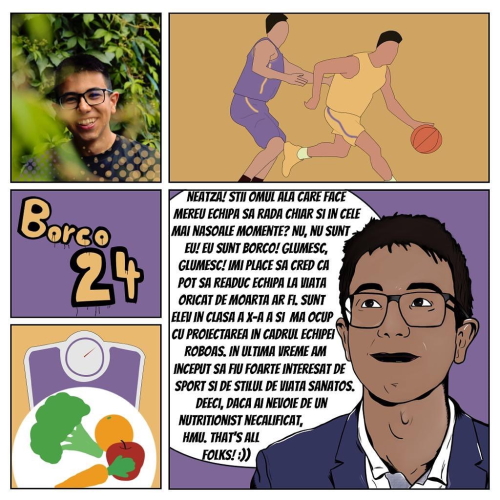 Borco
24
NEATZA! STII OMUL ALA CARE FACE
MEREU ECHIPA SA RADA CHIAR SI IN CELE
MAI NASOALE MOMENTE? NU, NU SUNT
EU! EU SUNT BORCO! GLUMESC,
GLUMESC! IMI PLACE SA CRED CA
POT SA READUC ECHIPA LA VIATA
ORICAT DE MOARTA AR FI. SUNT
ELEV IN CLASA A X-A A SI MA OCUP
CU PROIECTAREA IN CADRUL ECHIPEI
ROBOAS. IN ULTIMA VREME AM
INCEPUT SA FIU FOARTE INTERESAT DE
SPORT SI DE STILUL DE VIATA SANATOS.
DEECI, DACA AI NEVOIE DE UN
NUTRITIONIST NECALIFICAT,
HMU. THAT'S ALL
FOLKS! :))